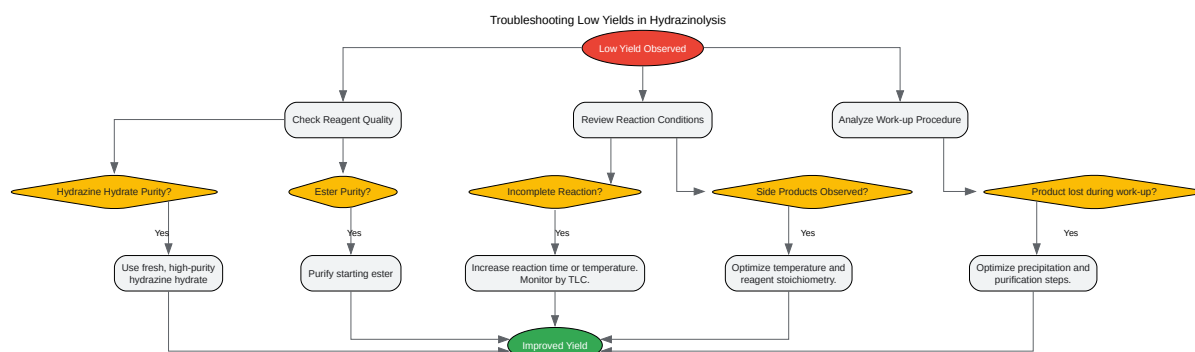 Troubleshooting Low Yields in Hydrazinolysis
Low Yield Observed
Check Reagent Quality
Review Reaction Conditions
Analyze Work-up Procedure
Hydrazine Hydrate Purity?
Ester Purity?
Incomplete Reaction?
Side Products Observed?
Product lost during work-up?
Yes
Yes
Yes
Yes
Yes
Use fresh, high-purity
hydrazine hydrate
Purify starting ester
Increase reaction time or temperature.
Monitor by TLC.
Optimize temperature and
reagent stoichiometry.
Optimize precipitation and
purification steps.
Improved Yield